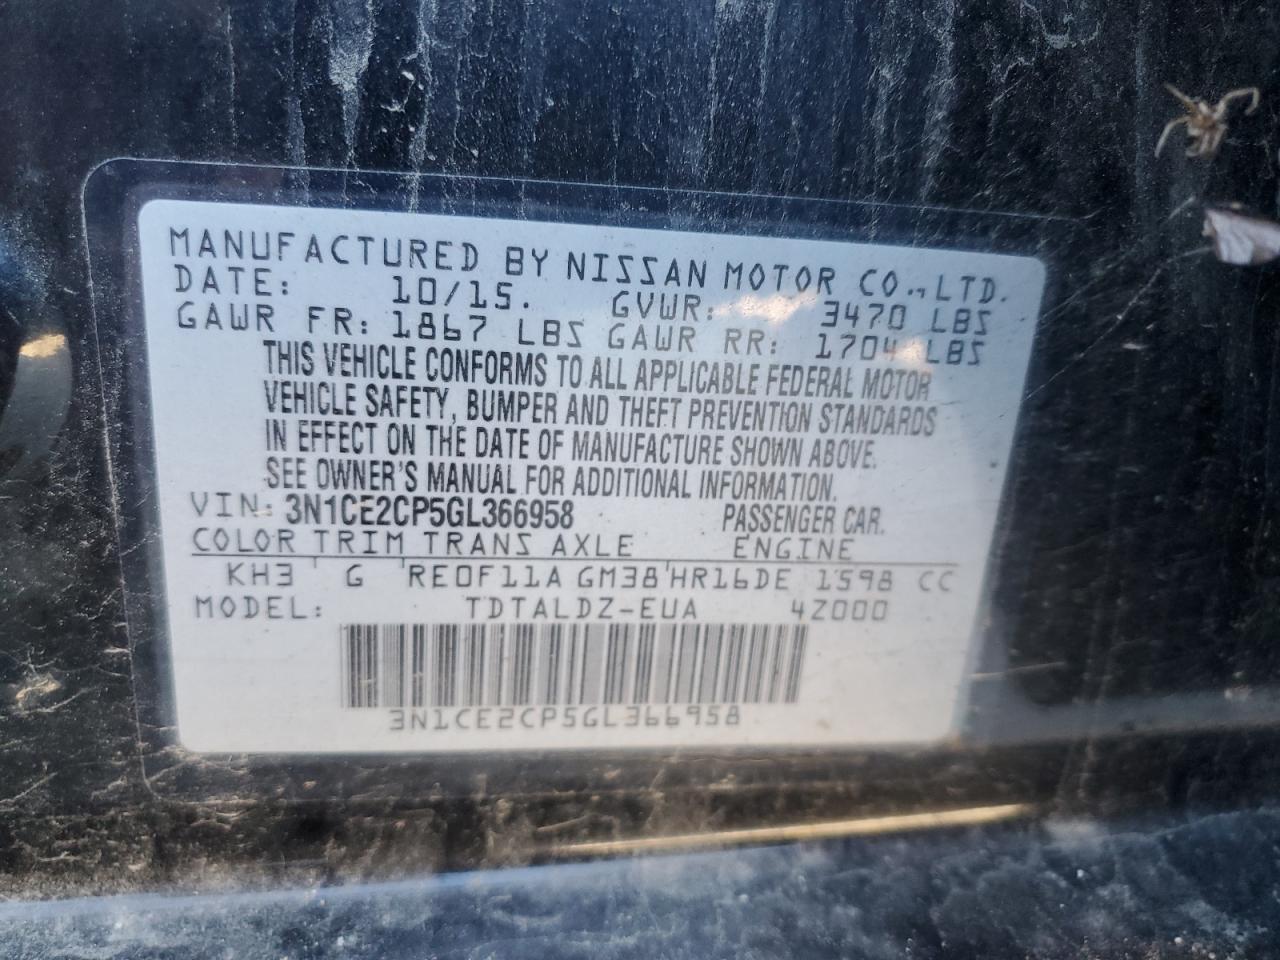 MANUFACTURED BY NISSAN MOTOR CO., LTD.
DATE: 10/15. GVWR: 3470 LBS
GAWR FR: 1867 LBS GAWR RR: 1704 LBS
THIS VEHICLE CONFORMS TO ALL APPLICABLE FEDERAL MOTOR
VEHICLE SAFETY, BUMPER AND THEFT PREVENTION STANDARDS
IN EFFECT ON THE DATE OF MANUFACTURE SHOWN ABOVE.
SEE OWNER'S MANUAL FOR ADDITIONAL INFORMATION.
VIN: 3N1CE2CP5GL366958 PASSENGER CAR.
COLOR TRIM TRANS AXLE ENGINE
KH3 G RE0F11A GM38 HR16DE 1598 CC
MODEL: TDTALDZ-EUA 4Z000
3N1CE2CP5GL366958